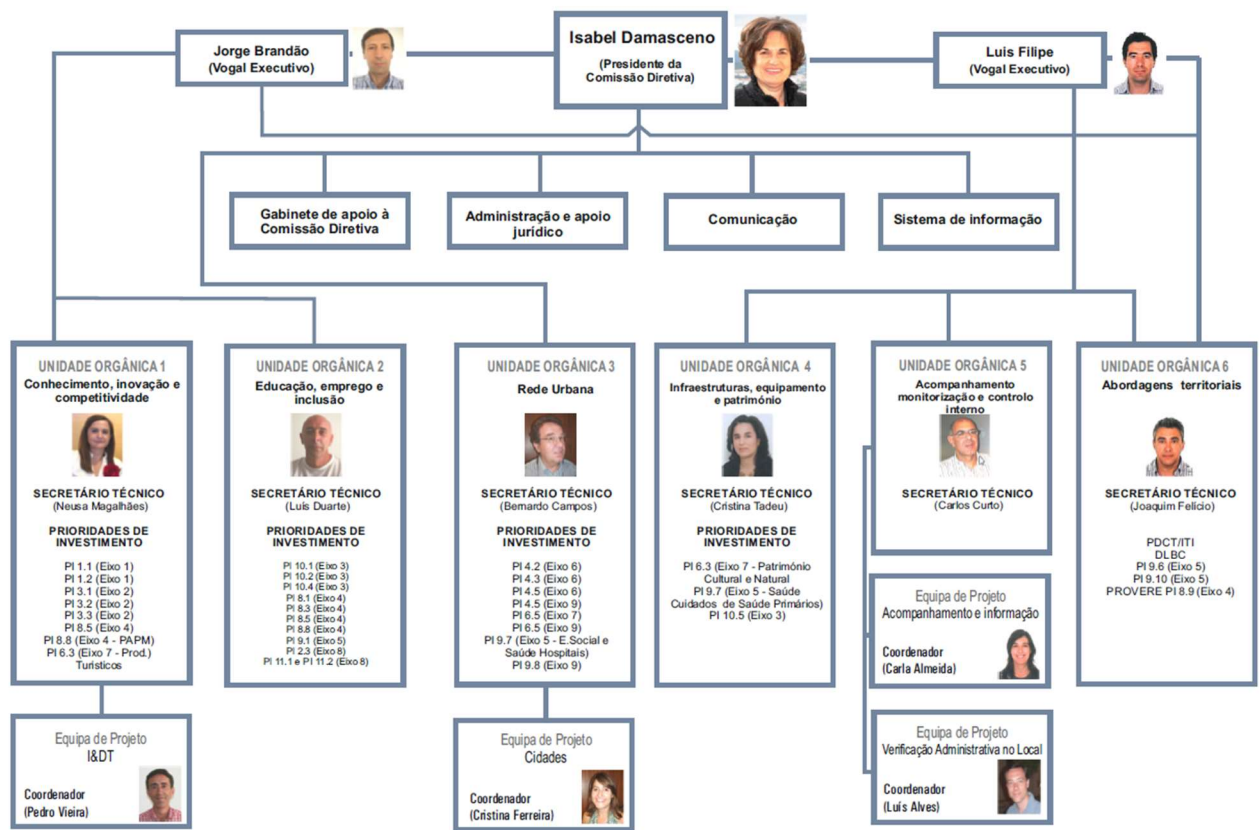 Jorge Brandão
(Vogal Executivo)
Isabel Damasceno
(Presidente da
Comissão Diretiva)
Luis Filipe
(Vogal Executivo)
Gabinete de apoio à
Comissão Diretiva
Administração e apoio
jurídico
Comunicação
Sistema de informação
UNIDADE ORGÂNICA 1
Conhecimento, inovação e
competitividade
SECRETÁRIO TÉCNICO
(Neusa Magalhães)
PRIORIDADES DE
INVESTIMENTO
PI 1.1 (Eixo 1)
PI 1.2 (Eixo 1)
PI 3.1 (Eixo 2)
PI 3.2 (Eixo 2)
PI 3.3 (Eixo 2)
PI 8.5 (Eixo 4)
PI 8.8 (Eixo 4 - PAPM)
PI 6.3 (Eixo 7 - Prod.)
Turisticos
Equipa de Projeto
I&DT
Coordenador
(Pedro Vieira)
UNIDADE ORGÂNICA 2
Educação, emprego e
inclusão
SECRETÁRIO TÉCNICO
(Luís Duarte)
PRIORIDADES DE
INVESTIMENTO
PI 10.1 (Eixo 3)
PI 10.2 (Eixo 3)
PI 10.4 (Eixo 3)
PI 8.1 (Eixo 4)
PI 8.3 (Eixo 4)
PI 8.5 (Eixo 4)
PI 8.8 (Eixo 4)
PI 9.1 (Eixo 5)
PI 2.3 (Eixo 8)
PI 11.1 e PI 11.2 (Eixo 8)
UNIDADE ORGÂNICA 3
Rede Urbana
SECRETÁRIO TÉCNICO
(Bernardo Campos)
PRIORIDADES DE
INVESTIMENTO
PI 4.2 (Eixo 6)
PI 4.3 (Eixo 6)
PI 4.5 (Eixo 6)
PI 4.5 (Eixo 9)
PI 6.5 (Eixo 7)
PI 6.5 (Eixo 9)
PI 9.7 (Eixo 5 - E.Social e
Saúde Hospitais)
PI 9.8 (Eixo 9)
Equipa de Projeto
Cidades
Coordenador
(Cristina Ferreira)
UNIDADE ORGÂNICA 4
Infraestruturas, equipamento
e património
SECRETÁRIO TÉCNICO
(Cristina Tadeu)
PRIORIDADES DE
INVESTIMENTO
PI 6.3 (Eixo 7 - Património
Cultural e Natural
PI 9.7 (Eixo 5 - Saúde
Cuidados de Saúde Primários)
PI 10.5 (Eixo 3)
UNIDADE ORGÂNICA 5
Acompanhamento
monitorização e controlo
interno
SECRETÁRIO TÉCNICO
(Carlos Curto)
Equipa de Projeto
Acompanhamento e informação
Coordenador
(Carla Almeida)
Equipa de Projeto
Verificação Administrativa no Local
Coordenador
(Luís Alves)
UNIDADE ORGÂNICA 6
Abordagens territoriais
SECRETÁRIO TÉCNICO
(Joaquim Felício)
PDCT/ITI
DLBC
PI 9.6 (Eixo 5)
PI 9.10 (Eixo 5)
PROVERE PI 8.9 (Eixo 4)